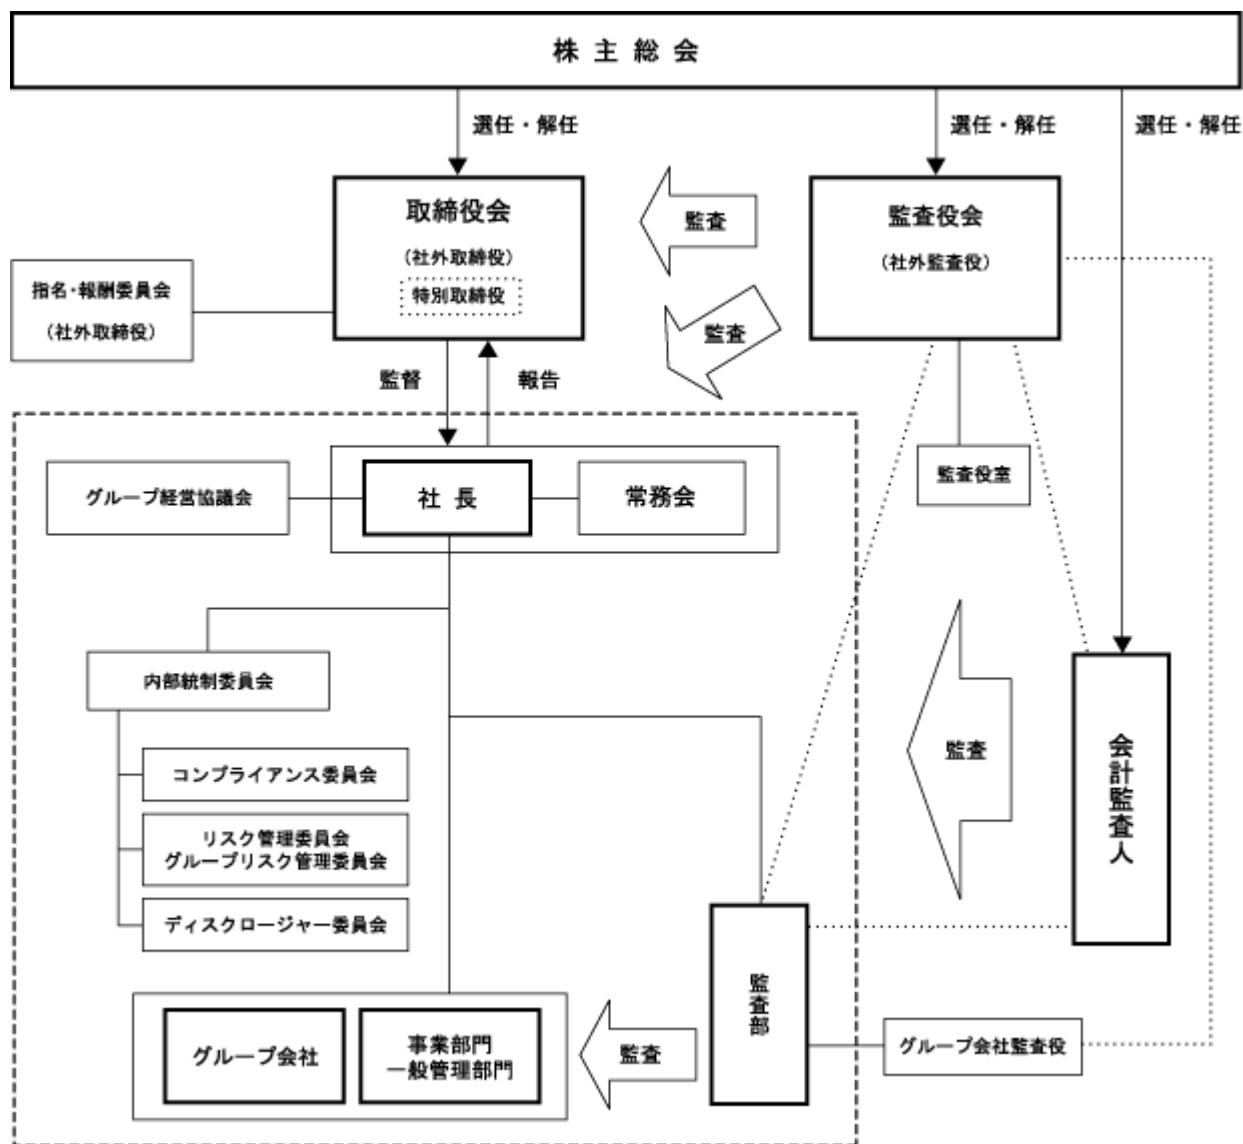 株主総会
選任・解任
選任・解任
選任・解任
取締役会
（社外取締役）
特別取締役
監査
監査役会
（社外監査役）
指名・報酬委員会
（社外取締役）
監査
監督
報告
グループ経営協議会
社長
常務会
監査役室
内部統制委員会
コンプライアンス委員会
リスク管理委員会
グループリスク管理委員会
ディスクロージャー委員会
監査
会計監査人
監査部
グループ会社
事業部門
一般管理部門
監査
グループ会社監査役